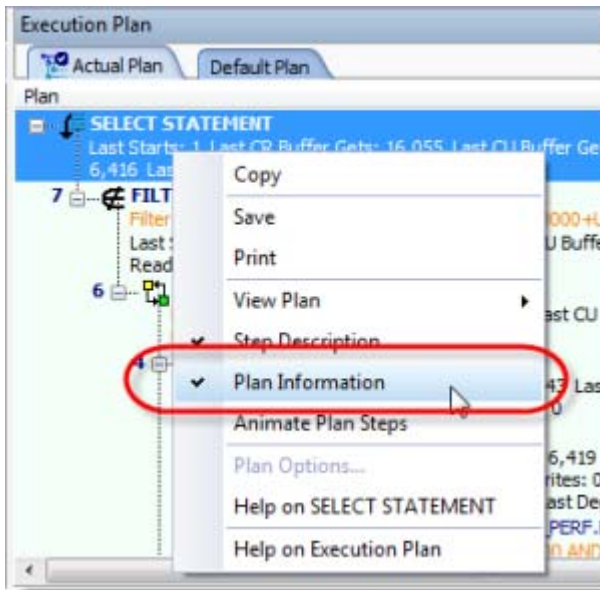 Execution Plan
Actual Plan Default Plan
Plan
SELECT STATEMENT
Last Starts: 1 Last CR Buffer Gets: 16,055 Last CU Buffer Ge
6,416 Las
Copy
7 FILT
Save
Filter 000+U
Last U Buffe
Read Print
6 View Plan ast CU
Step Description
4
Plan Information 43 Las
0
Animate Plan Steps
Plan Options... 6,419
rites: 0
Help on SELECT STATEMENT ast De
_PERF.
Help on Execution Plan 0 AND